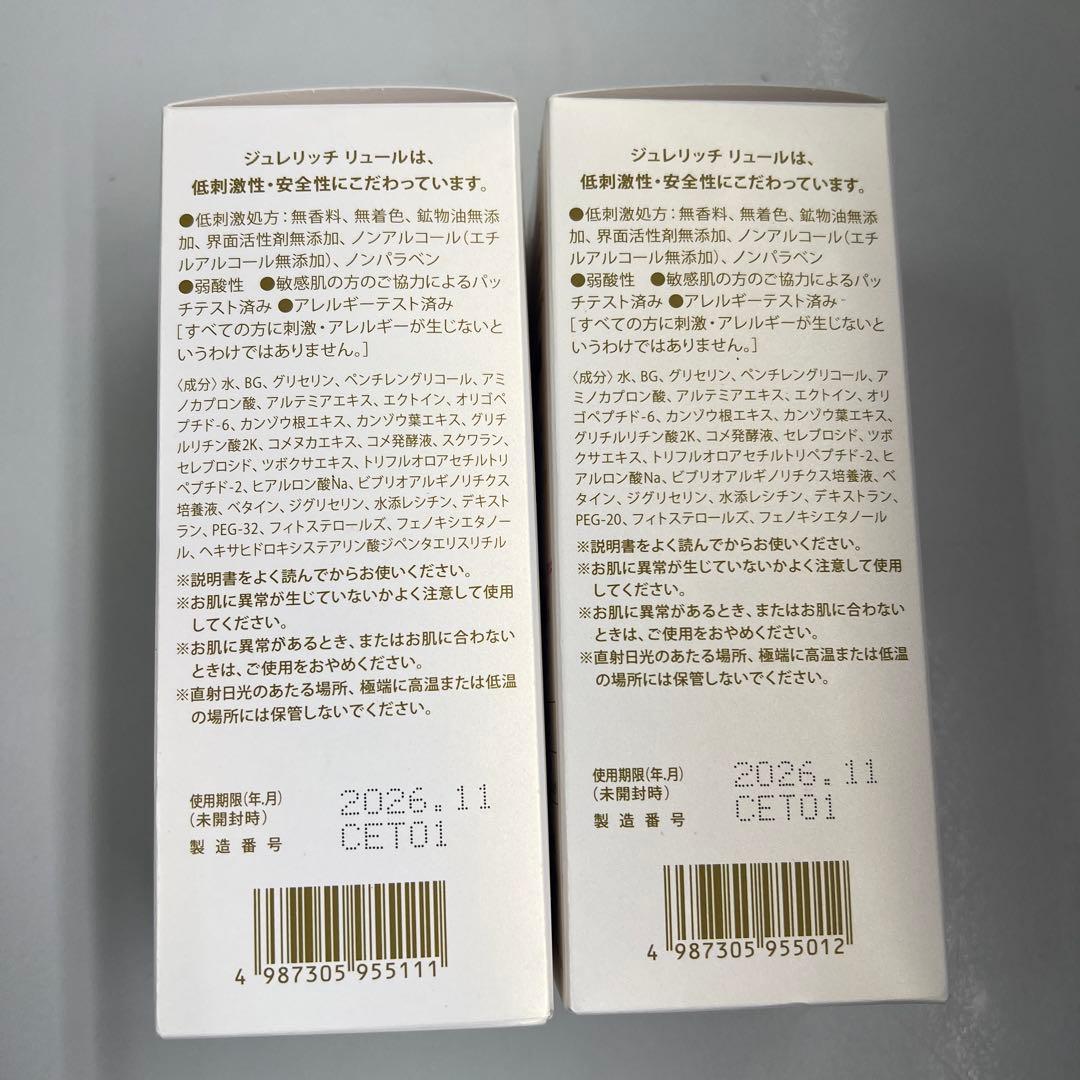 ジュレリッチ リュールは、
低刺激性・安全性にこだわっています。
●低刺激処方：無香料、無着色、鉱物油無添
加、界面活性剤無添加、ノンアルコール（エチ
ルアルコール無添加）、ノンパラベン
●弱酸性 ●敏感肌の方のご協力によるパッ
チテスト済み ●アレルギーテスト済み
［すべての方に刺激・アレルギーが生じないと
いうわけではありません。］
〈成分〉水、BG、グリセリン、ペンチレングリコール、アミ
ノカプロン酸、アルテミアエキス、エクトイン、オリゴペ
プチド-6、カンゾウ根エキス、カンゾウ葉エキス、グリチ
ルリチン酸2K、コメヌカエキス、コメ発酵液、スクワラン、
セレブロシド、ツボクサエキス、トリフルオロアセチルトリ
ペプチド-2、ヒアルロン酸Na、ビブリオアルギノリチクス
培養液、ベタイン、ジグリセリン、水添レシチン、デキスト
ラン、PEG-32、フィトステロールズ、フェノキシエタノー
ル、ヘキサヒドロキシステアリン酸ジペンタエリスリチル
※説明書をよく読んでからお使いください。
※お肌に異常が生じていないかよく注意して使用
してください。
※お肌に異常があるとき、またはお肌に合わない
ときは、ご使用をおやめください。
※直射日光のあたる場所、極端に高温または低温
の場所には保管しないでください。
使用期限(年,月) 2026.11
(未開封時)
製造番号 CET01
4 987305 955111
ジュレリッチ リュールは、
低刺激性・安全性にこだわっています。
●低刺激処方：無香料、無着色、鉱物油無添
加、界面活性剤無添加、ノンアルコール（エチ
ルアルコール無添加）、ノンパラベン
●弱酸性 ●敏感肌の方のご協力によるパッ
チテスト済み ●アレルギーテスト済み
［すべての方に刺激・アレルギーが生じないと
いうわけではありません。］
〈成分〉水、BG、グリセリン、ペンチレングリコール、ア
ミノカプロン酸、アルテミアエキス、エクトイン、オリ
ゴペプチド-6、カンゾウ根エキス、カンゾウ葉エキス、
グリチルリチン酸2K、コメ発酵液、セレブロシド、ツボ
クサエキス、トリフルオロアセチルトリペプチド-2、ヒ
アルロン酸Na、ビブリオアルギノリチクス培養液、ベ
タイン、ジグリセリン、水添レシチン、デキストラン、
PEG-20、フィトステロールズ、フェノキシエタノール
※説明書をよく読んでからお使いください。
※お肌に異常が生じていないかよく注意して使用
してください。
※お肌に異常があるとき、またはお肌に合わない
ときは、ご使用をおやめください。
※直射日光のあたる場所、極端に高温または低温
の場所には保管しないでください。
使用期限(年,月) 2026.11
(未開封時)
製造番号 CET01
4 987305 955012